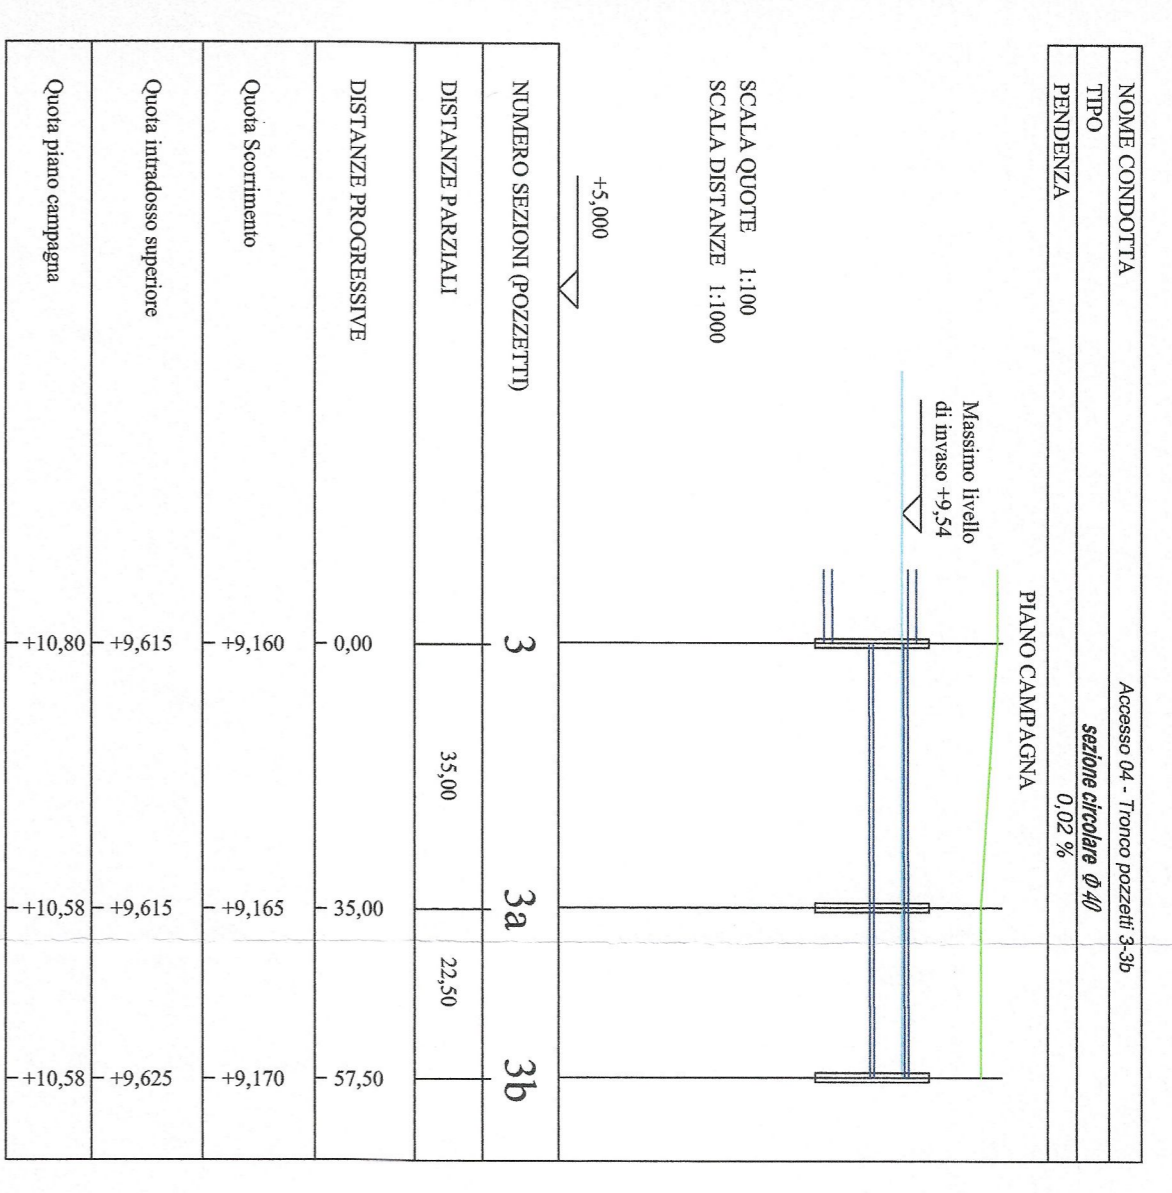 NOME CONDOTTA Accesso 04 - Tronco pozzetti 3-3b
TIPO sezione circolare Φ 40
PENDENZA 0,02 %
PIANO CAMPAGNA
Massimo livello
di invaso +9,54
SCALA QUOTE 1:100
SCALA DISTANZE 1:1000
+5,000
NUMERO SEZIONI (POZZETTI) 3 3a 3b
DISTANZE PARZIALI 35,00 22,50
DISTANZE PROGRESSIVE 0,00 35,00 57,50
Quota Scorrimento +9,160 +9,165 +9,170
Quota intradosso superiore +9,615 +9,615 +9,625
Quota piano campagna +10,80 +10,58 +10,58